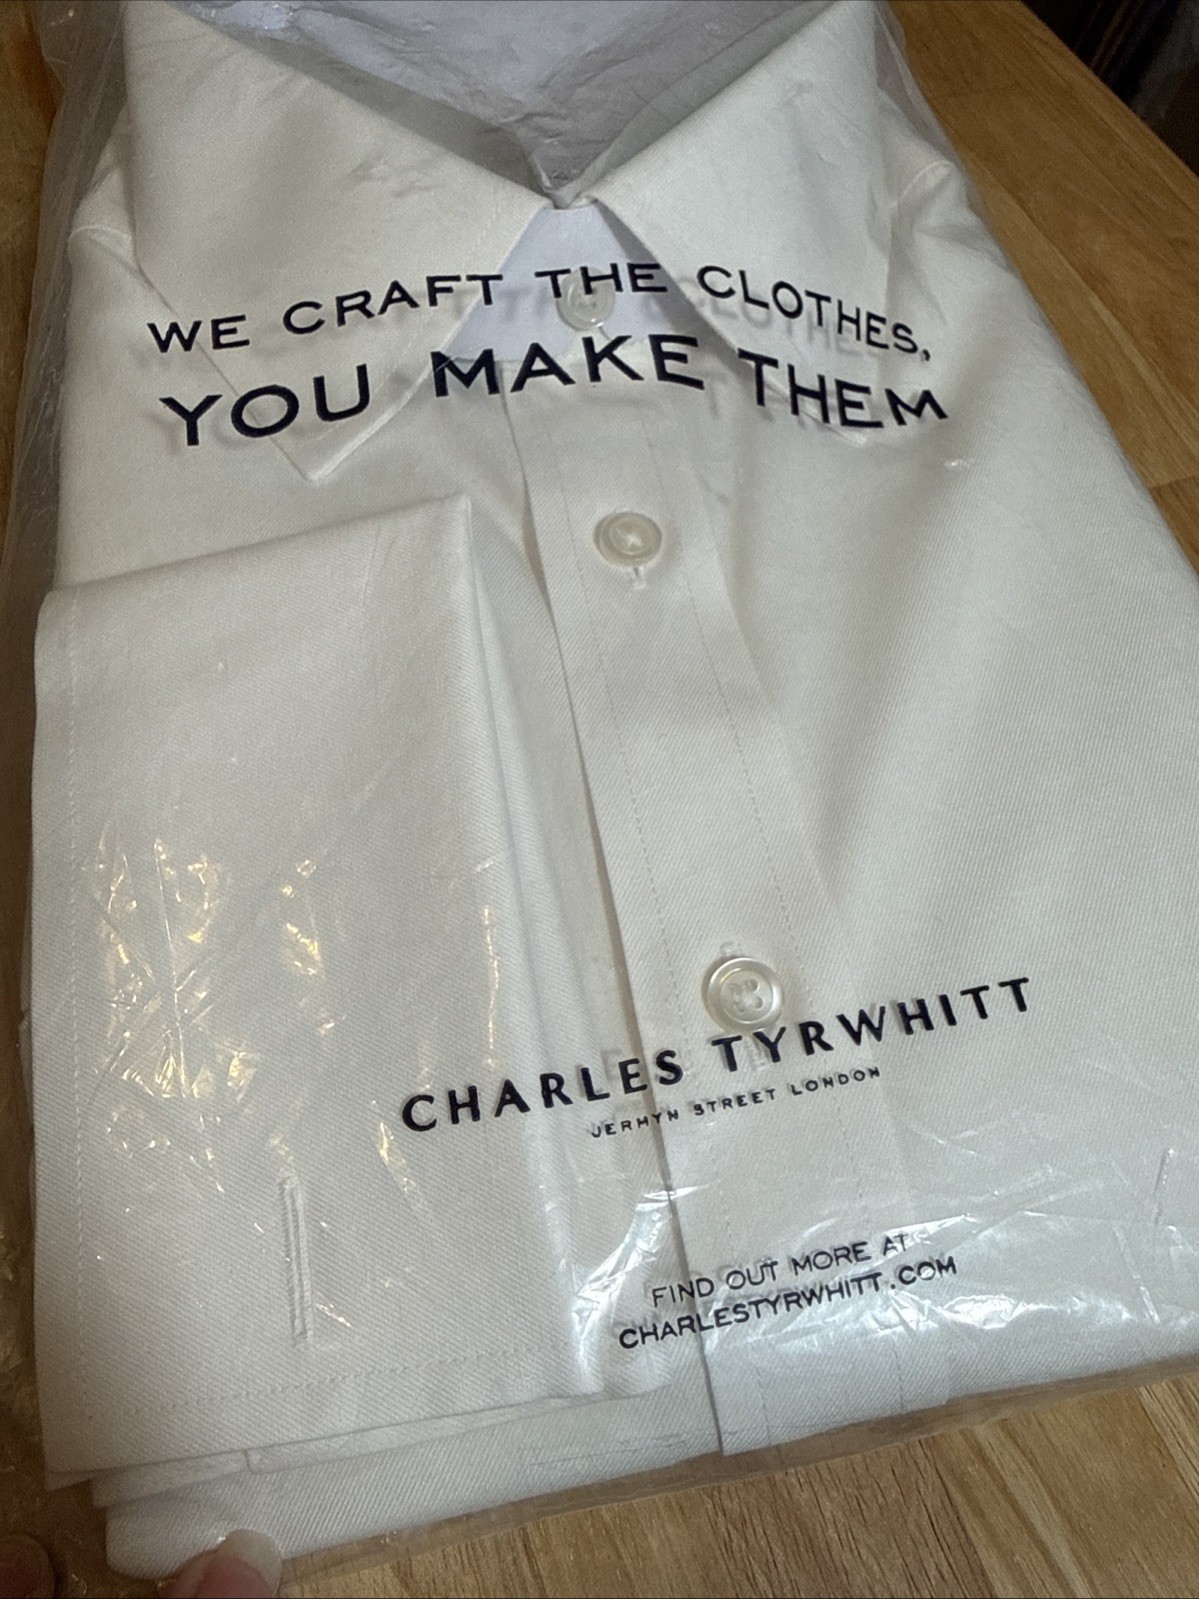 WE CRAFT THE CLOTHES,
YOU MAKE THEM
CHARLES TYRWHITT
JERMYN STREET LONDON
FIND OUT MORE AT
CHARLESTYRWHITT.COM